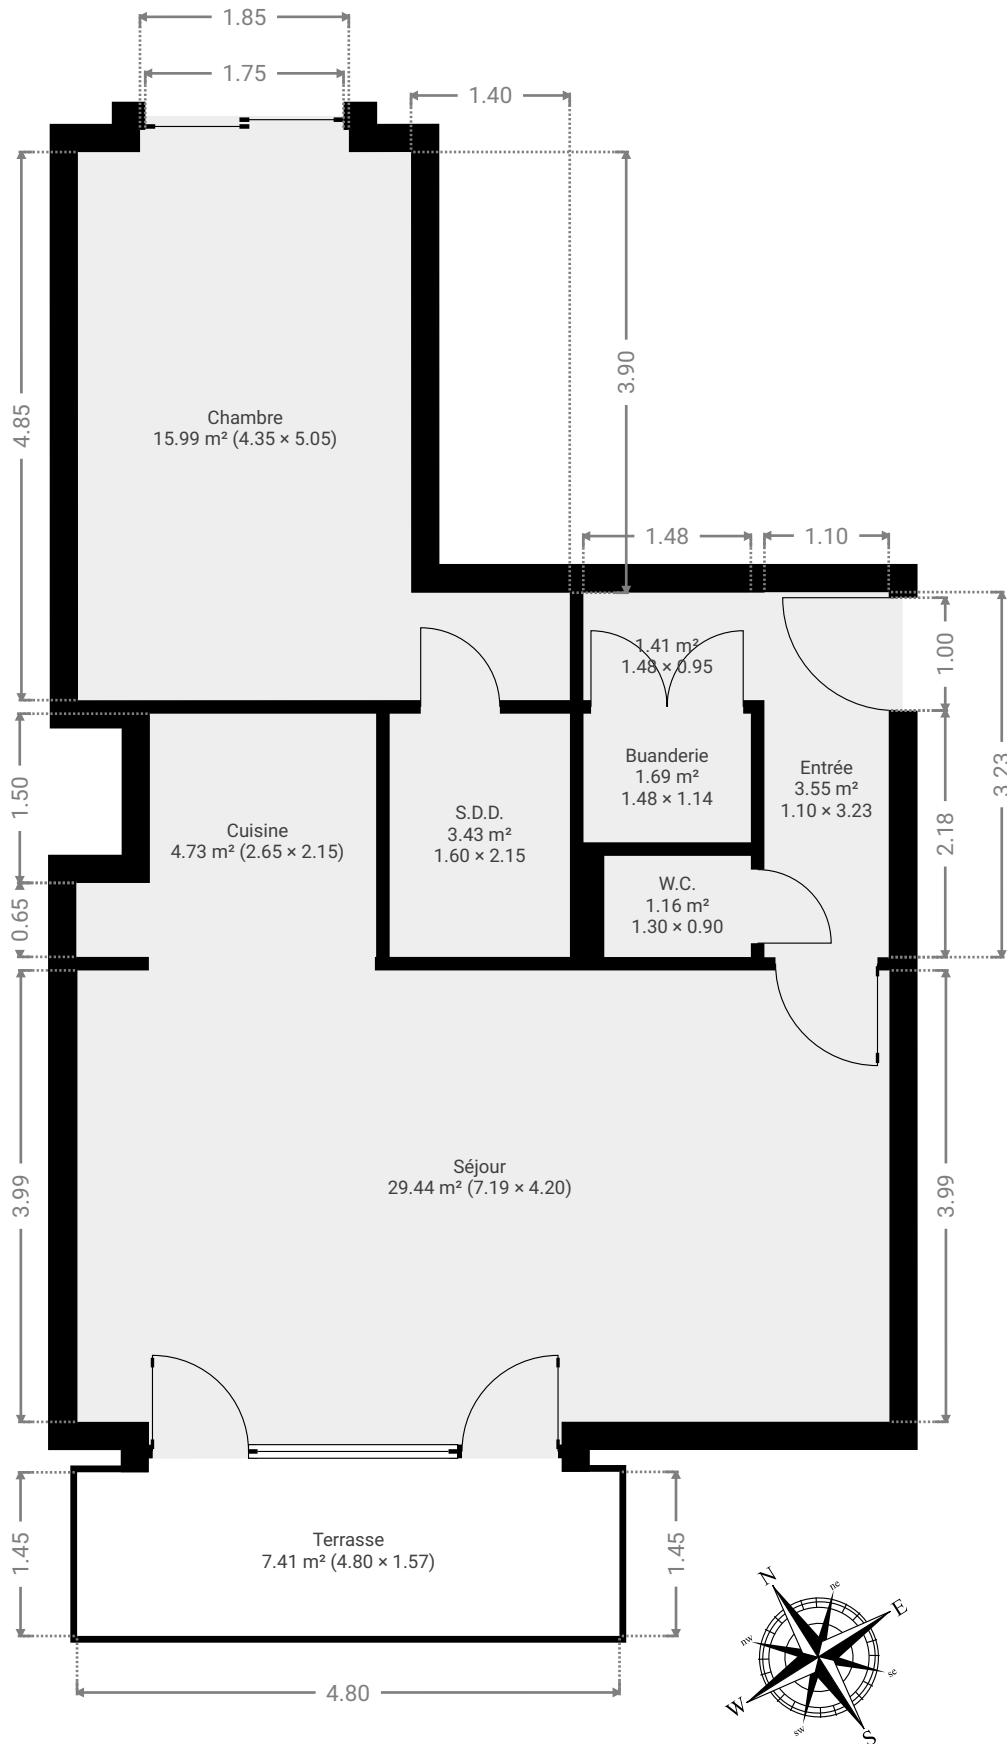 1.85
1.75
1.40
4.85
3.90
Chambre
15.99 m² (4.35 × 5.05)
1.48
1.10
1.41 m²
1.48 × 0.95
1.00
3.23
1.50
Buanderie
1.69 m²
1.48 × 1.14
Entrée
3.55 m²
1.10 × 3.23
2.18
S.D.D.
3.43 m²
1.60 × 2.15
Cuisine
4.73 m² (2.65 × 2.15)
W.C.
1.16 m²
1.30 × 0.90
0.65
3.99
3.99
Séjour
29.44 m² (7.19 × 4.20)
1.45
Terrasse
7.41 m² (4.80 × 1.57)
1.45
4.80
N
ne
E
nw
se
W
sw
S